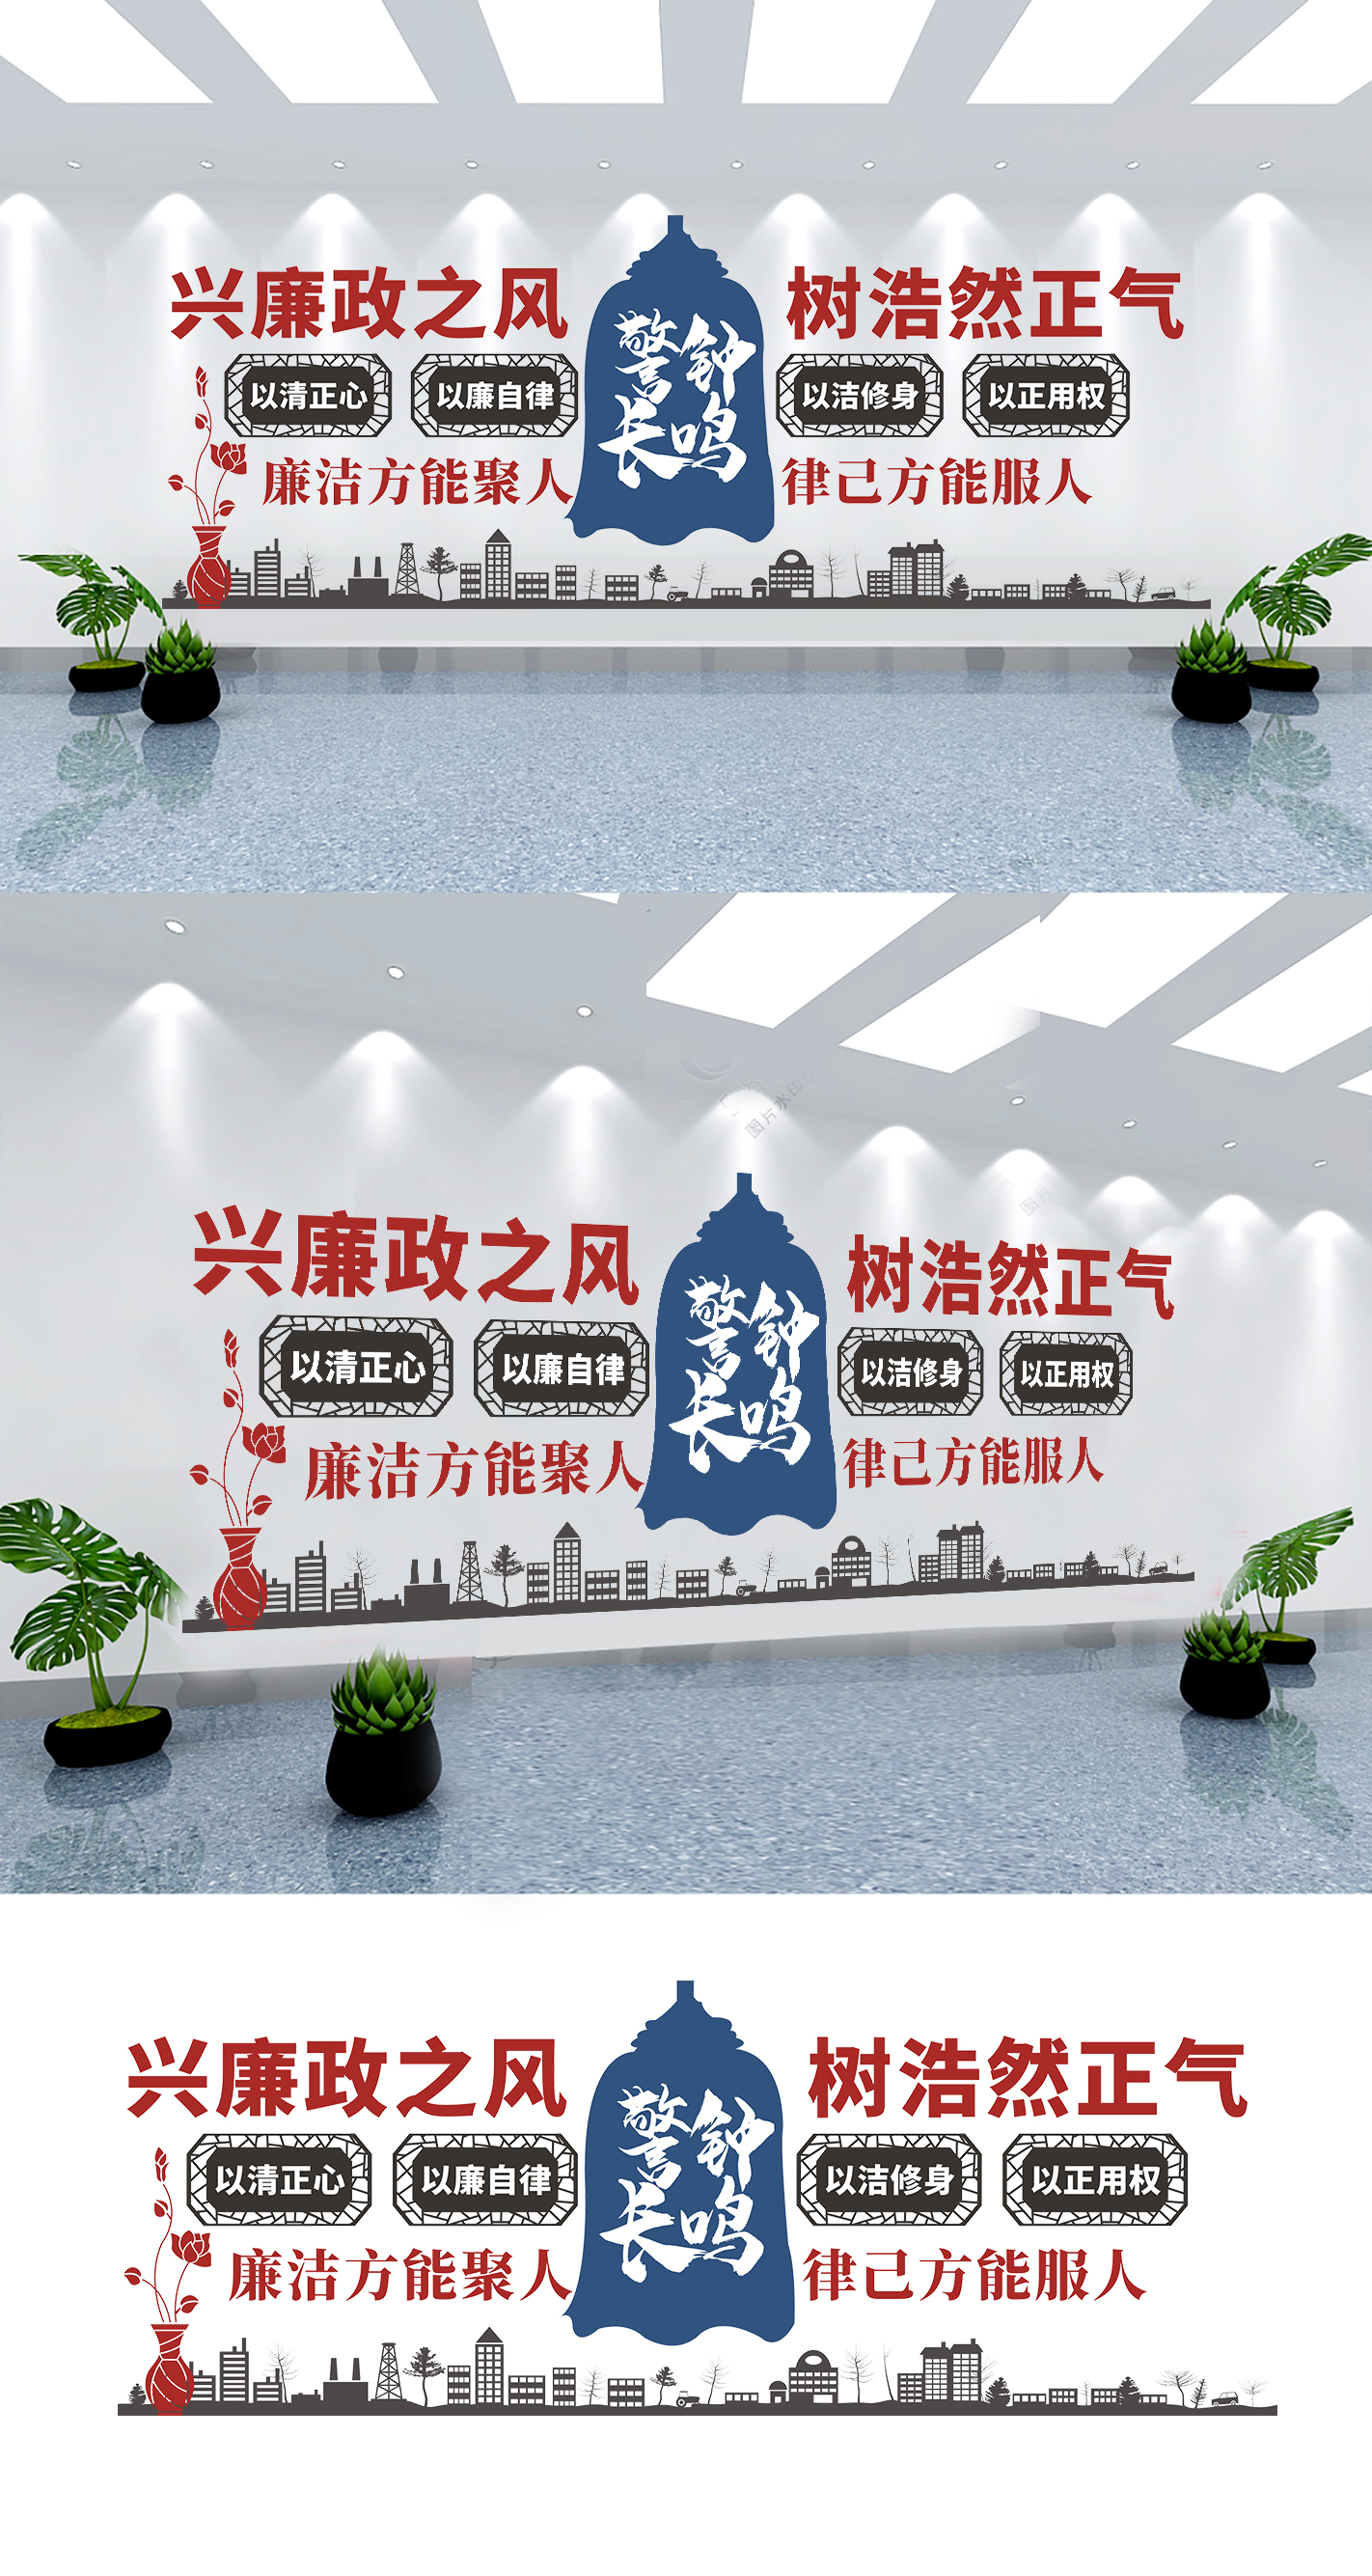 兴廉政之风 树浩然正气
警钟
长鸣
以清正心 以廉自律 以洁修身 以正用权
廉洁方能聚人 律己方能服人
图片水印
图片
兴廉政之风 树浩然正气
警钟
长鸣
以清正心 以廉自律 以洁修身 以正用权
廉洁方能聚人 律己方能服人
兴廉政之风 树浩然正气
警钟
长鸣
以清正心 以廉自律 以洁修身 以正用权
廉洁方能聚人 律己方能服人